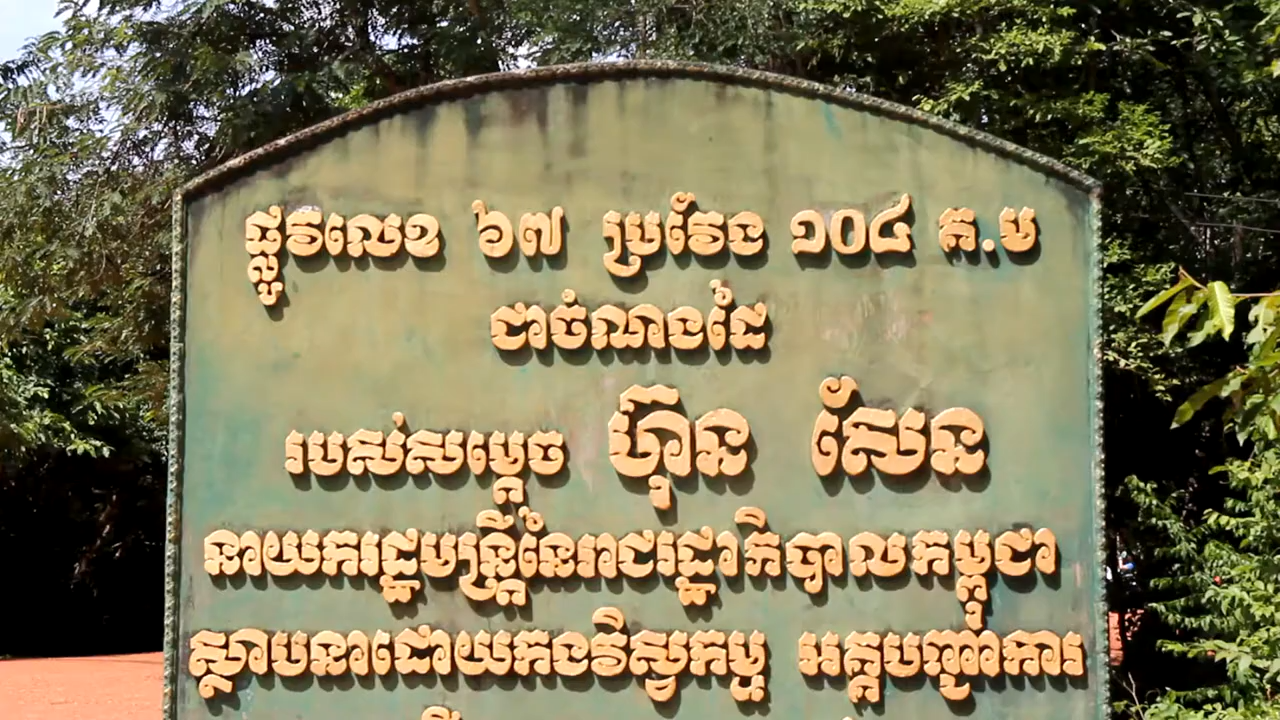 ផ្លូវលេខ ៦៧ ប្រវែង ១០៤ គ.ម
ជាចំណងដៃ
របស់សម្តេច ហ៊ុន សែន
នាយករដ្ឋមន្ត្រីនៃរាជរដ្ឋាភិបាលកម្ពុជា
ស្ថាបនាដោយកងវិស្វកម្ម អគ្គបញ្ជាការ